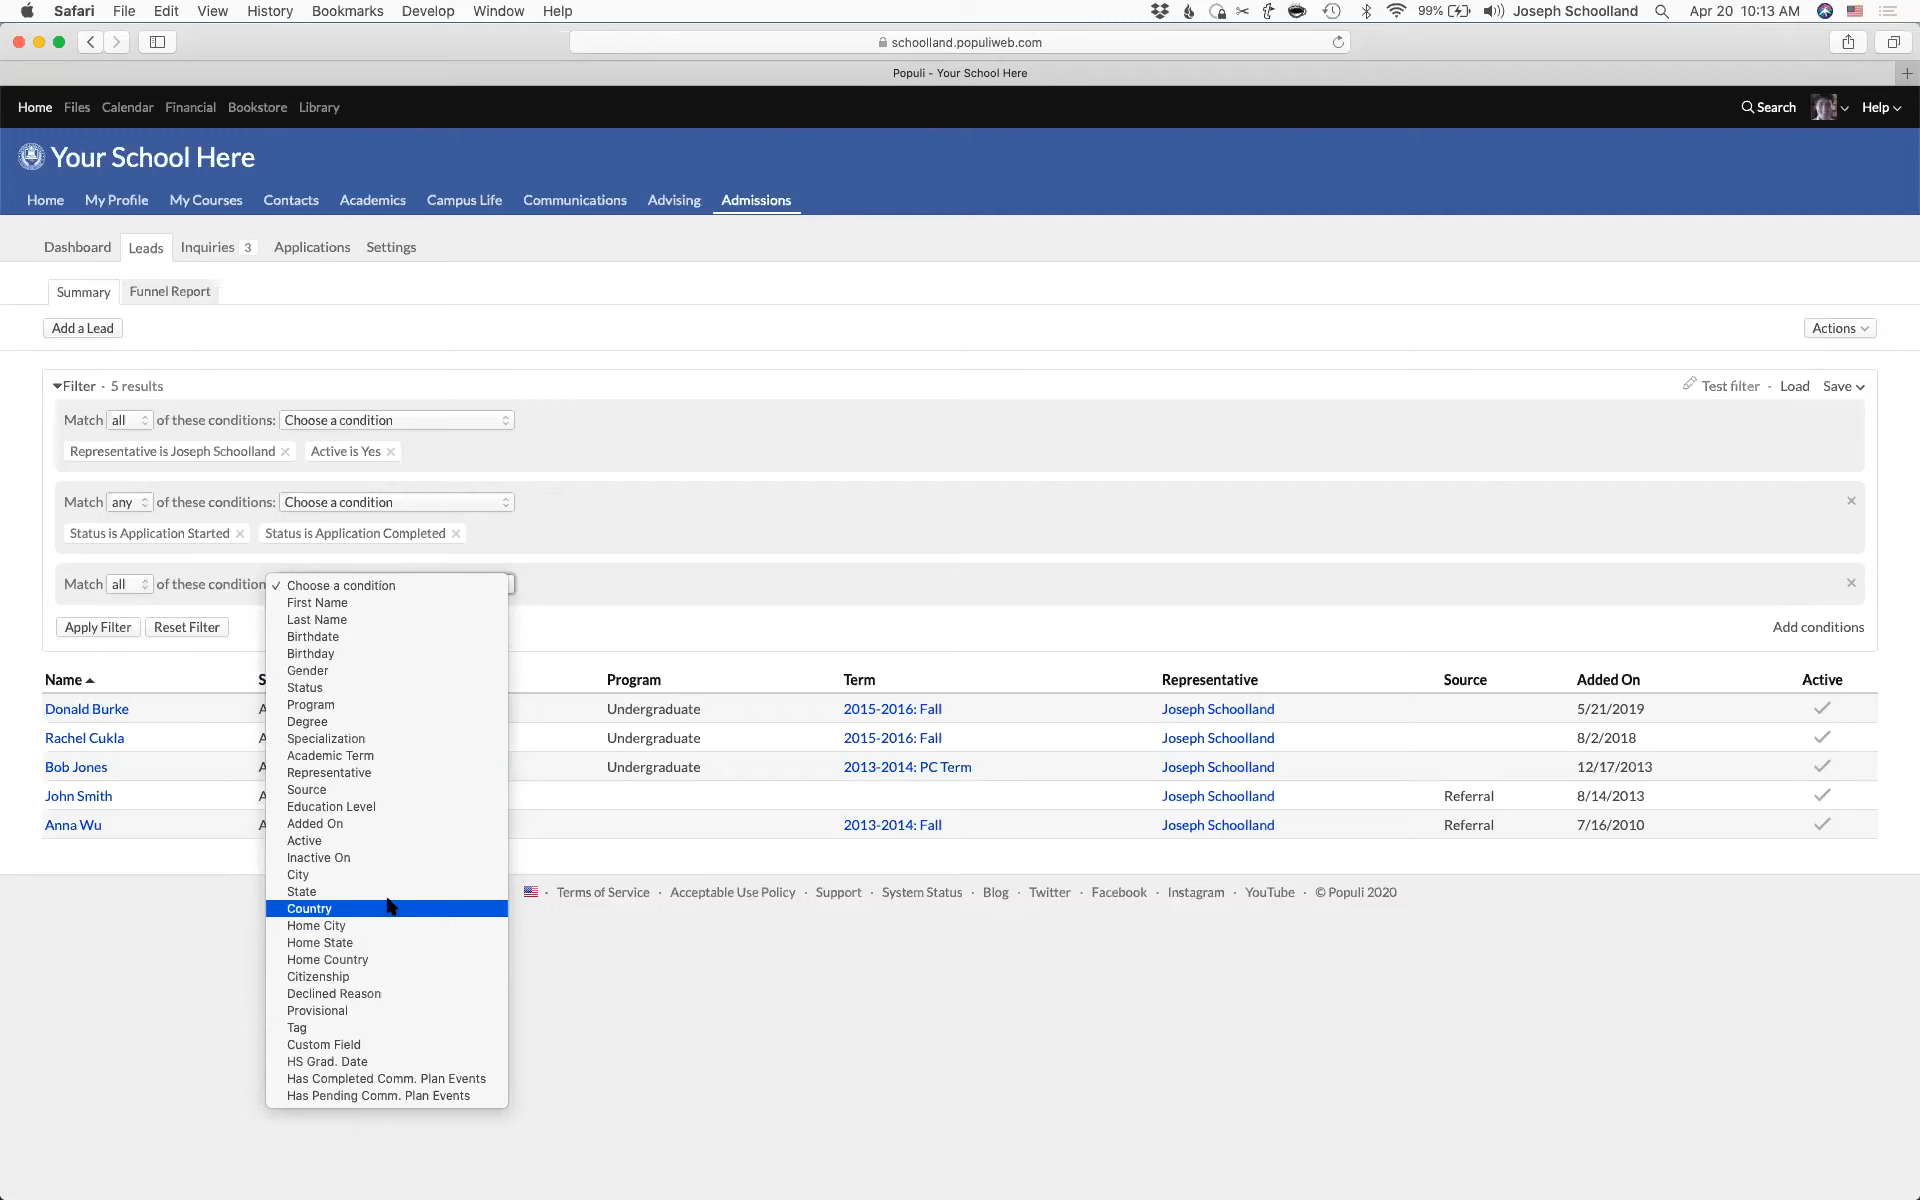 Safari File Edit View History Bookmarks Develop Window Help 99% Joseph Schoolland Apr 20 10:13 AM
schoolland.populiweb.com
Populi - Your School Here
Home Files Calendar Financial Bookstore Library Search Help
Your School Here
Home My Profile My Courses Contacts Academics Campus Life Communications Advising Admissions
Dashboard Leads Inquiries 3 Applications Settings
Summary Funnel Report
Add a Lead Actions
Filter · 5 results Test filter · Load Save
Match all of these conditions: Choose a condition
Representative is Joseph Schoolland × Active is Yes ×
Match any of these conditions: Choose a condition ×
Status is Application Started × Status is Application Completed ×
Match all of these condition ✓ Choose a condition ×
First Name
Last Name
Birthdate
Birthday
Gender
Status
Program
Degree
Specialization
Academic Term
Representative
Source
Education Level
Added On
Active
Inactive On
City
State
Country
Home City
Home State
Home Country
Citizenship
Declined Reason
Provisional
Tag
Custom Field
HS Grad. Date
Has Completed Comm. Plan Events
Has Pending Comm. Plan Events
Apply Filter Reset Filter Add conditions
Name S Program Term Representative Source Added On Active
Donald Burke A Undergraduate 2015-2016: Fall Joseph Schoolland 5/21/2019 ✓
Rachel Cukla A Undergraduate 2015-2016: Fall Joseph Schoolland 8/2/2018 ✓
Bob Jones A Undergraduate 2013-2014: PC Term Joseph Schoolland 12/17/2013 ✓
John Smith A Joseph Schoolland Referral 8/14/2013 ✓
Anna Wu A 2013-2014: Fall Joseph Schoolland Referral 7/16/2010 ✓
· Terms of Service · Acceptable Use Policy · Support · System Status · Blog · Twitter · Facebook · Instagram · YouTube · © Populi 2020